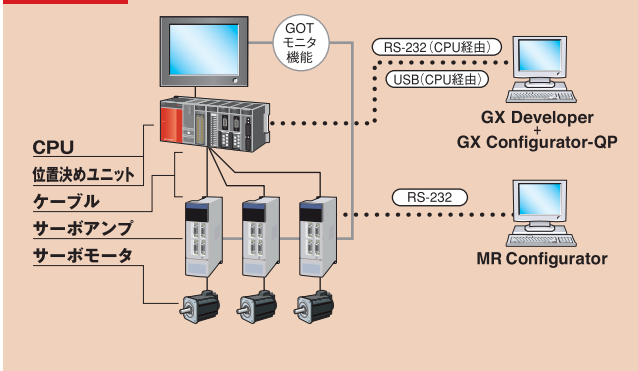 GOT
モニタ
機能
RS-232（CPU経由）
USB（CPU経由）
GX Developer
+
GX Configurator-QP
CPU
位置決めユニット
ケーブル
サーボアンプ
サーボモータ
RS-232
MR Configurator